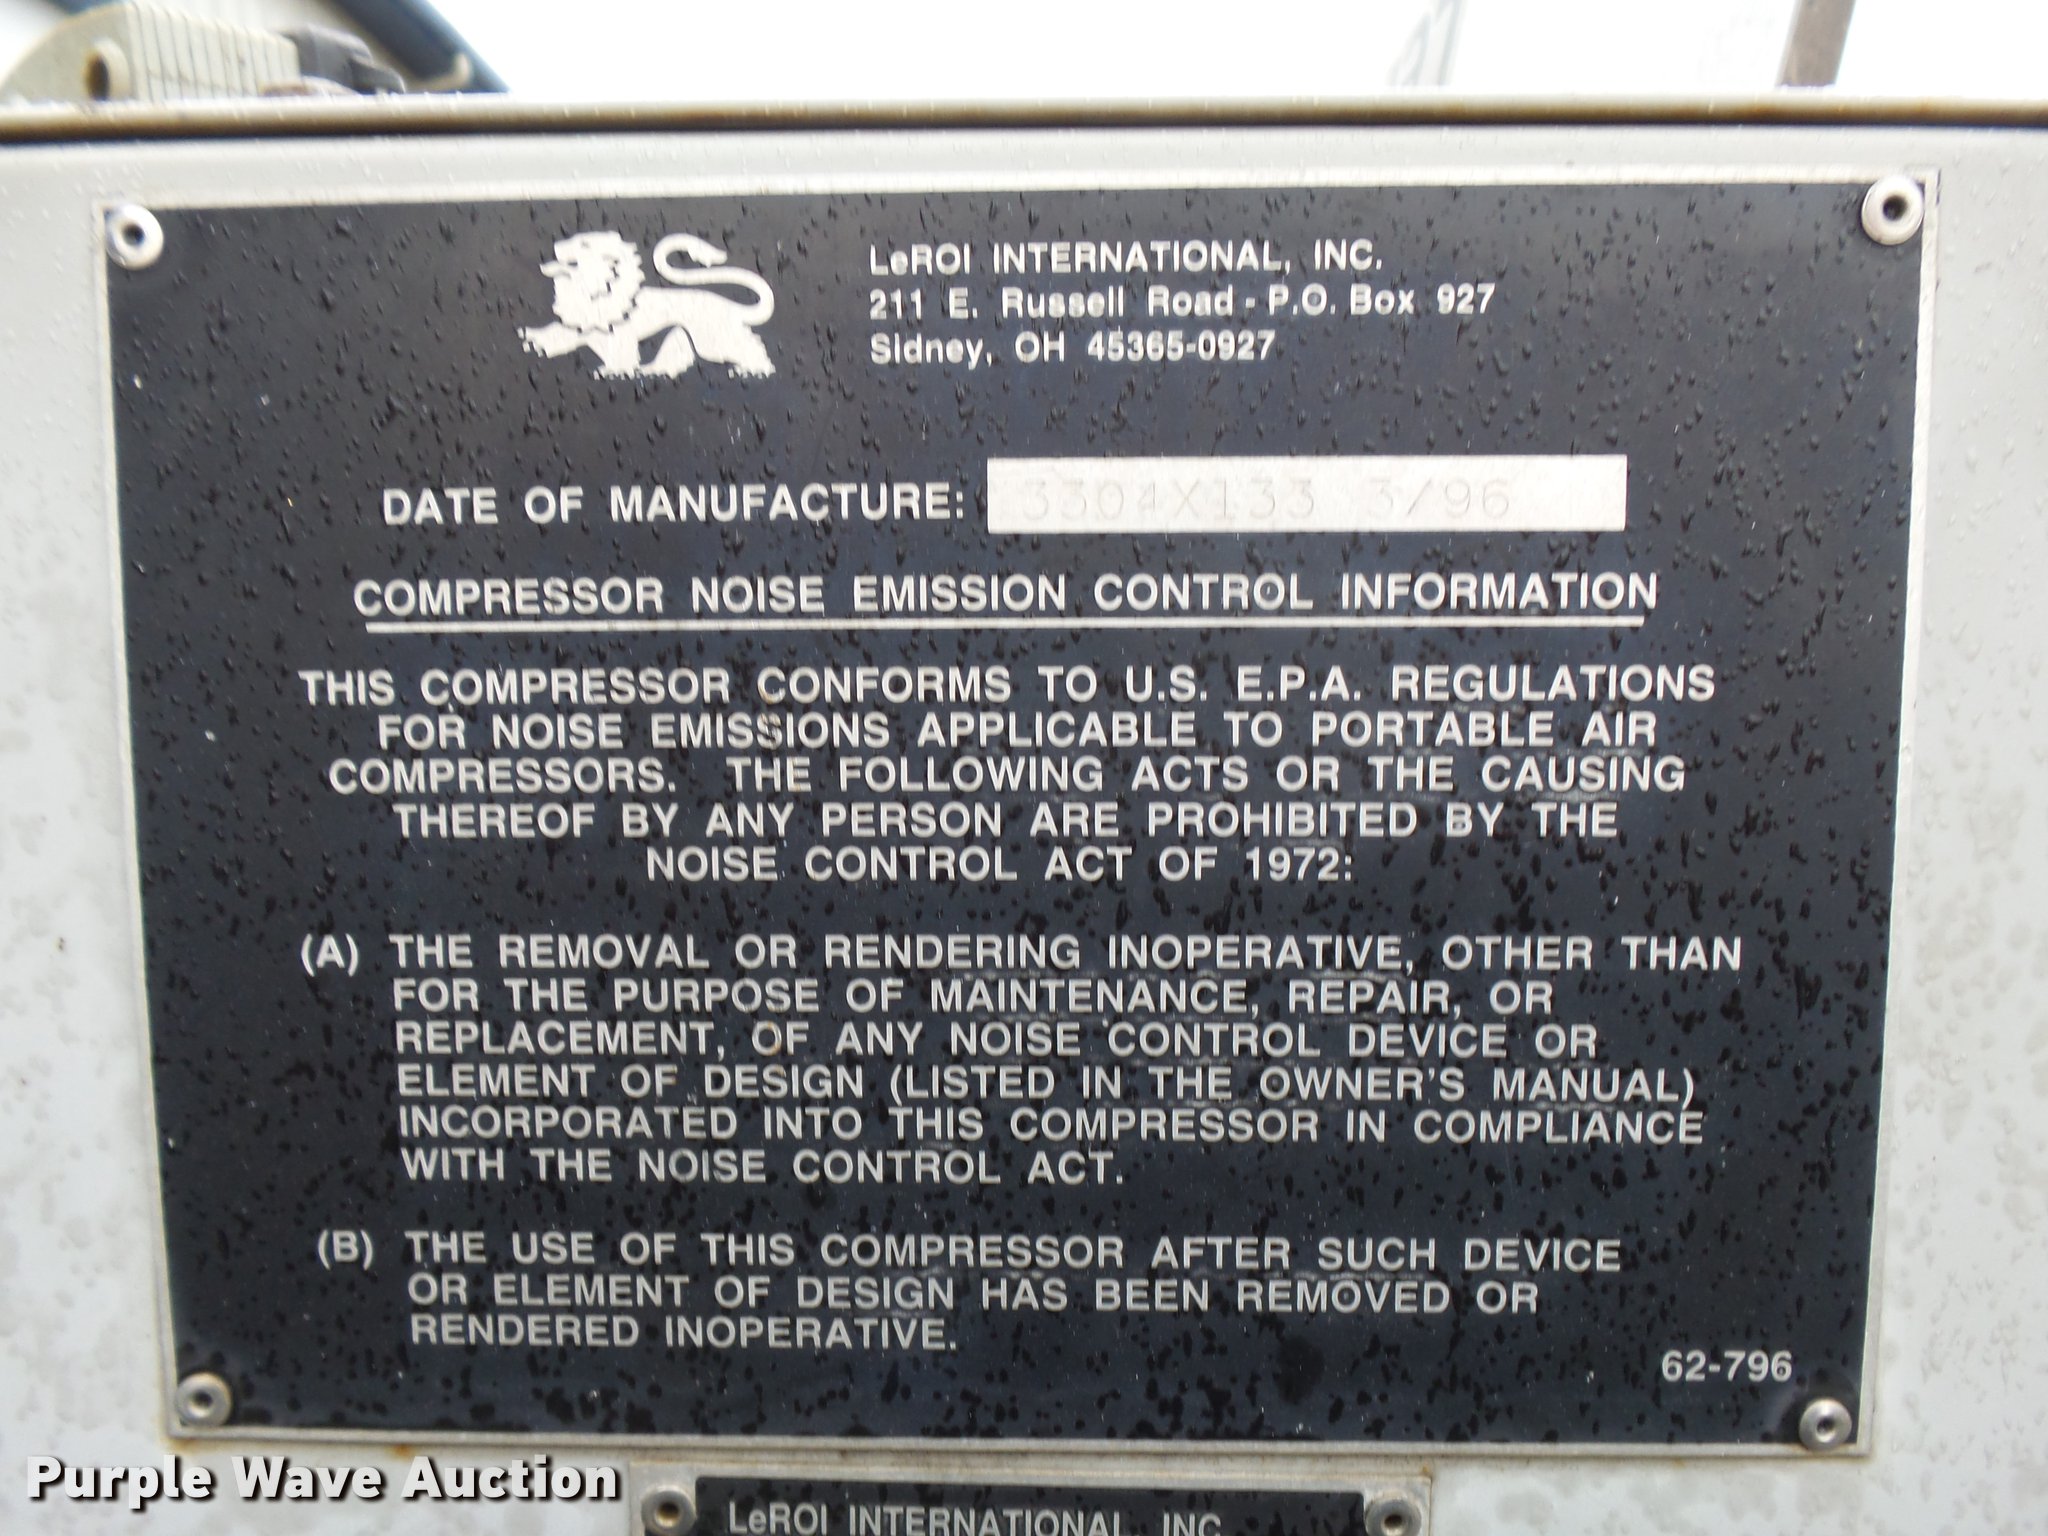 LeROI INTERNATIONAL, INC.
211 E. Russell Road - P.O. Box 927
Sidney, OH 45365-0927
DATE OF MANUFACTURE: 3304X133 3/96
COMPRESSOR NOISE EMISSION CONTROL INFORMATION
THIS COMPRESSOR CONFORMS TO U.S. E.P.A. REGULATIONS
FOR NOISE EMISSIONS APPLICABLE TO PORTABLE AIR
COMPRESSORS. THE FOLLOWING ACTS OR THE CAUSING
THEREOF BY ANY PERSON ARE PROHIBITED BY THE
NOISE CONTROL ACT OF 1972:
(A) THE REMOVAL OR RENDERING INOPERATIVE, OTHER THAN
FOR THE PURPOSE OF MAINTENANCE, REPAIR, OR
REPLACEMENT, OF ANY NOISE CONTROL DEVICE OR
ELEMENT OF DESIGN (LISTED IN THE OWNER'S MANUAL)
INCORPORATED INTO THIS COMPRESSOR IN COMPLIANCE
WITH THE NOISE CONTROL ACT.
(B) THE USE OF THIS COMPRESSOR AFTER SUCH DEVICE
OR ELEMENT OF DESIGN HAS BEEN REMOVED OR
RENDERED INOPERATIVE.
62-796
Purple Wave Auction
LeROI INTERNATIONAL INC